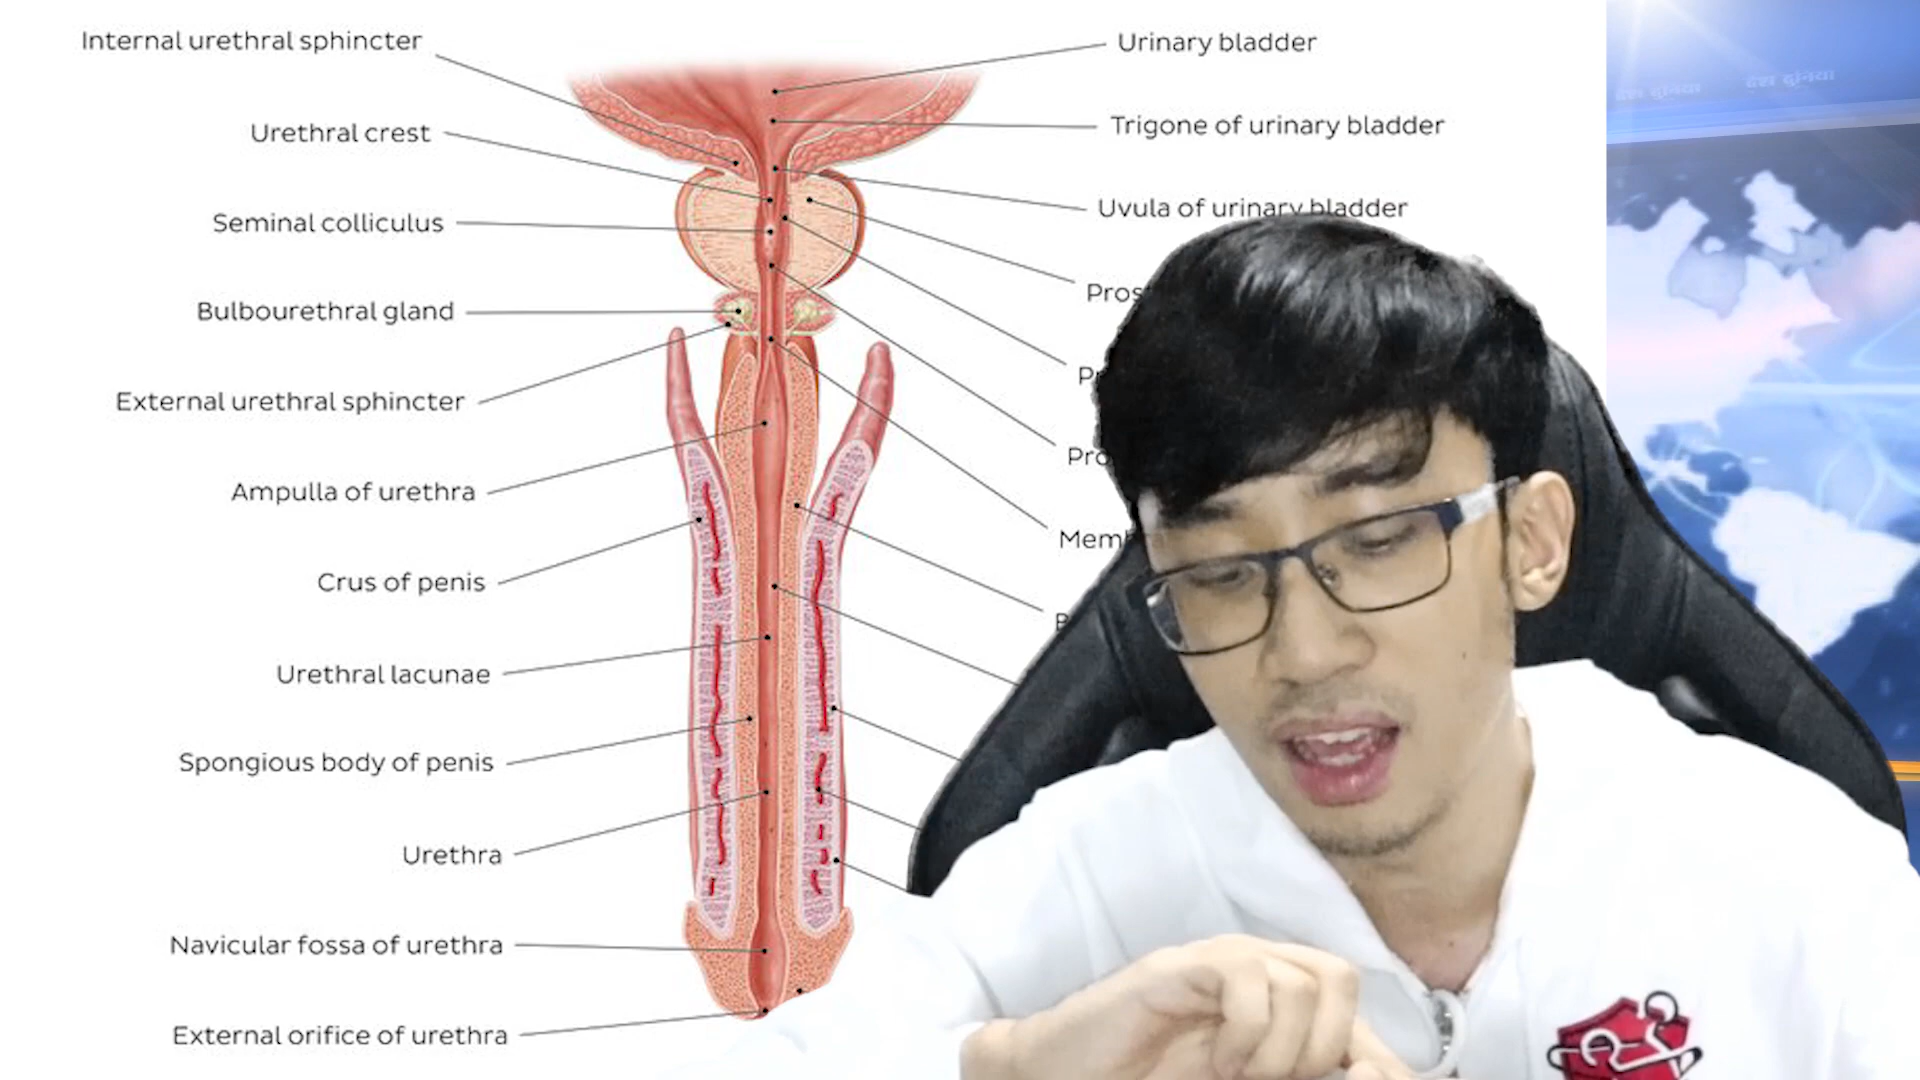 Internal urethral sphincter
Urethral crest
Seminal colliculus
Bulbourethral gland
External urethral sphincter
Ampulla of urethra
Crus of penis
Urethral lacunae
Spongious body of penis
Urethra
Navicular fossa of urethra
External orifice of urethra
Urinary bladder
Trigone of urinary bladder
Uvula of urinary bladder
देश दुनिया देश दुनिया